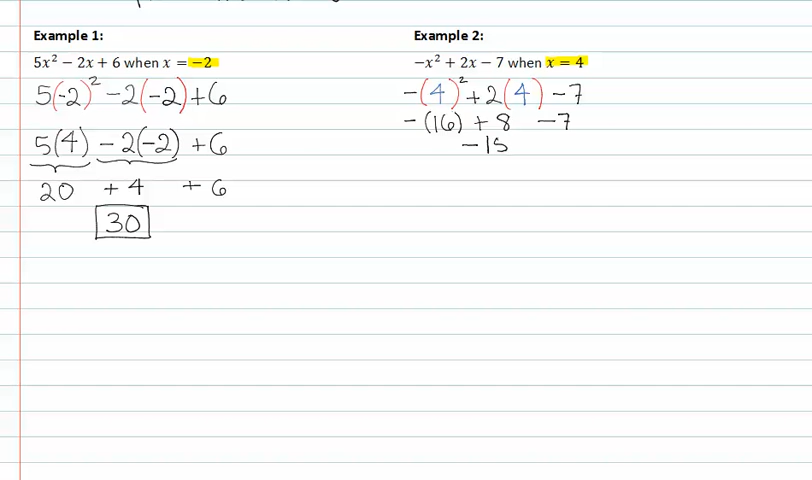 Example 1:
5x² − 2x + 6 when x = −2
5(-2)² -2(-2)+6
5(4) -2(-2) +6
20 +4 +6
30
Example 2:
−x² + 2x − 7 when x = 4
-(4)² +2(4) -7
-(16) +8 -7
-15